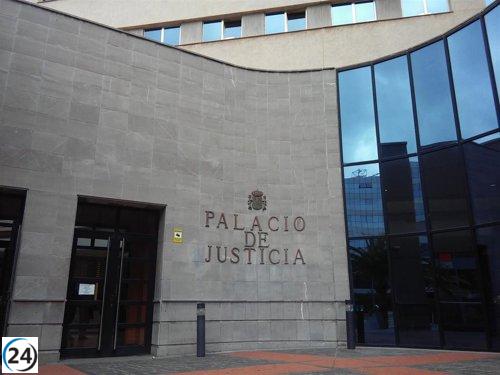 PALACIO
DE
JUSTICIA
24